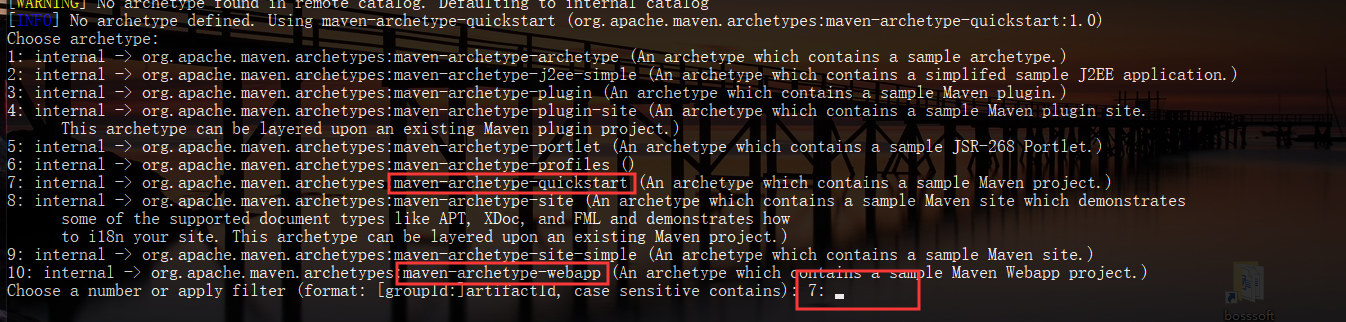 [WARNING] No archetype found in remote catalog. Defaulting to internal catalog
[INFO] No archetype defined. Using maven-archetype-quickstart (org.apache.maven.archetypes:maven-archetype-quickstart:1.0)
Choose archetype:
1: internal -> org.apache.maven.archetypes:maven-archetype-archetype (An archetype which contains a sample archetype.)
2: internal -> org.apache.maven.archetypes:maven-archetype-j2ee-simple (An archetype which contains a simplifed sample J2EE application.)
3: internal -> org.apache.maven.archetypes:maven-archetype-plugin (An archetype which contains a sample Maven plugin.)
4: internal -> org.apache.maven.archetypes:maven-archetype-plugin-site (An archetype which contains a sample Maven plugin site.
This archetype can be layered upon an existing Maven plugin project.)
5: internal -> org.apache.maven.archetypes:maven-archetype-portlet (An archetype which contains a sample JSR-268 Portlet.)
6: internal -> org.apache.maven.archetypes:maven-archetype-profiles ()
7: internal -> org.apache.maven.archetypes:maven-archetype-quickstart (An archetype which contains a sample Maven project.)
8: internal -> org.apache.maven.archetypes:maven-archetype-site (An archetype which contains a sample Maven site which demonstrates
some of the supported document types like APT, XDoc, and FML and demonstrates how
to i18n your site. This archetype can be layered upon an existing Maven project.)
9: internal -> org.apache.maven.archetypes:maven-archetype-site-simple (An archetype which contains a sample Maven site.)
10: internal -> org.apache.maven.archetypes:maven-archetype-webapp (An archetype which contains a sample Maven Webapp project.)
Choose a number or apply filter (format: [groupId:]artifactId, case sensitive contains): 7:
bosssoft